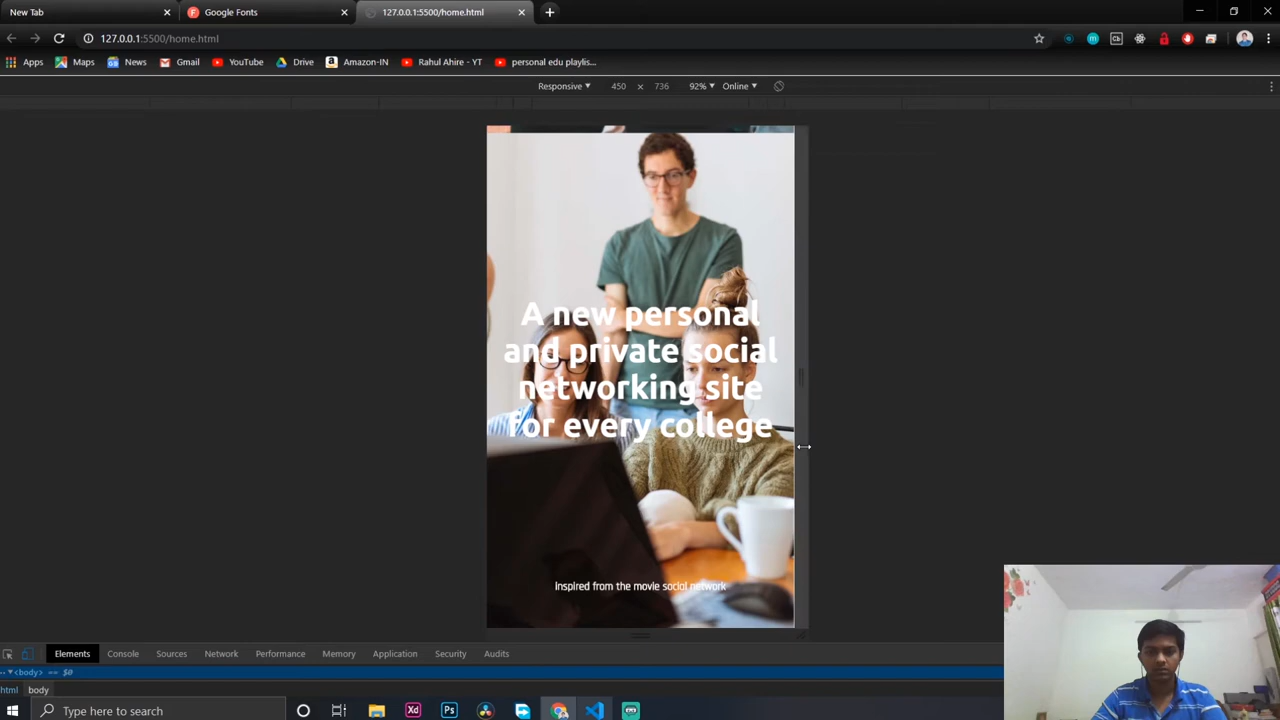 New Tab
Google Fonts
127.0.0.1:5500/home.html
127.0.0.1:5500/home.html
Apps
Maps
News
Gmail
YouTube
Drive
Amazon-IN
Rahul Ahire - YT
personal edu playlis...
Responsive
450 × 736
92%
Online
A new personal
and private social
networking site
for every college
Inspired from the movie social network
Elements
Console
Sources
Network
Performance
Memory
Application
Security
Audits
<body> == $0
html
body
Type here to search